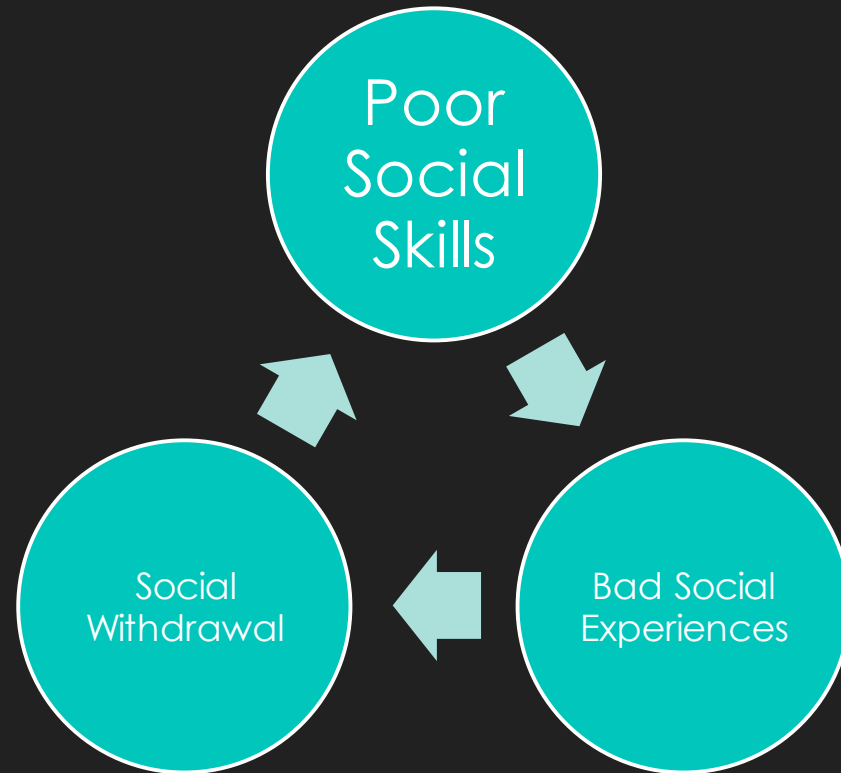 Poor
Social
Skills
Social
Withdrawal
Bad Social
Experiences